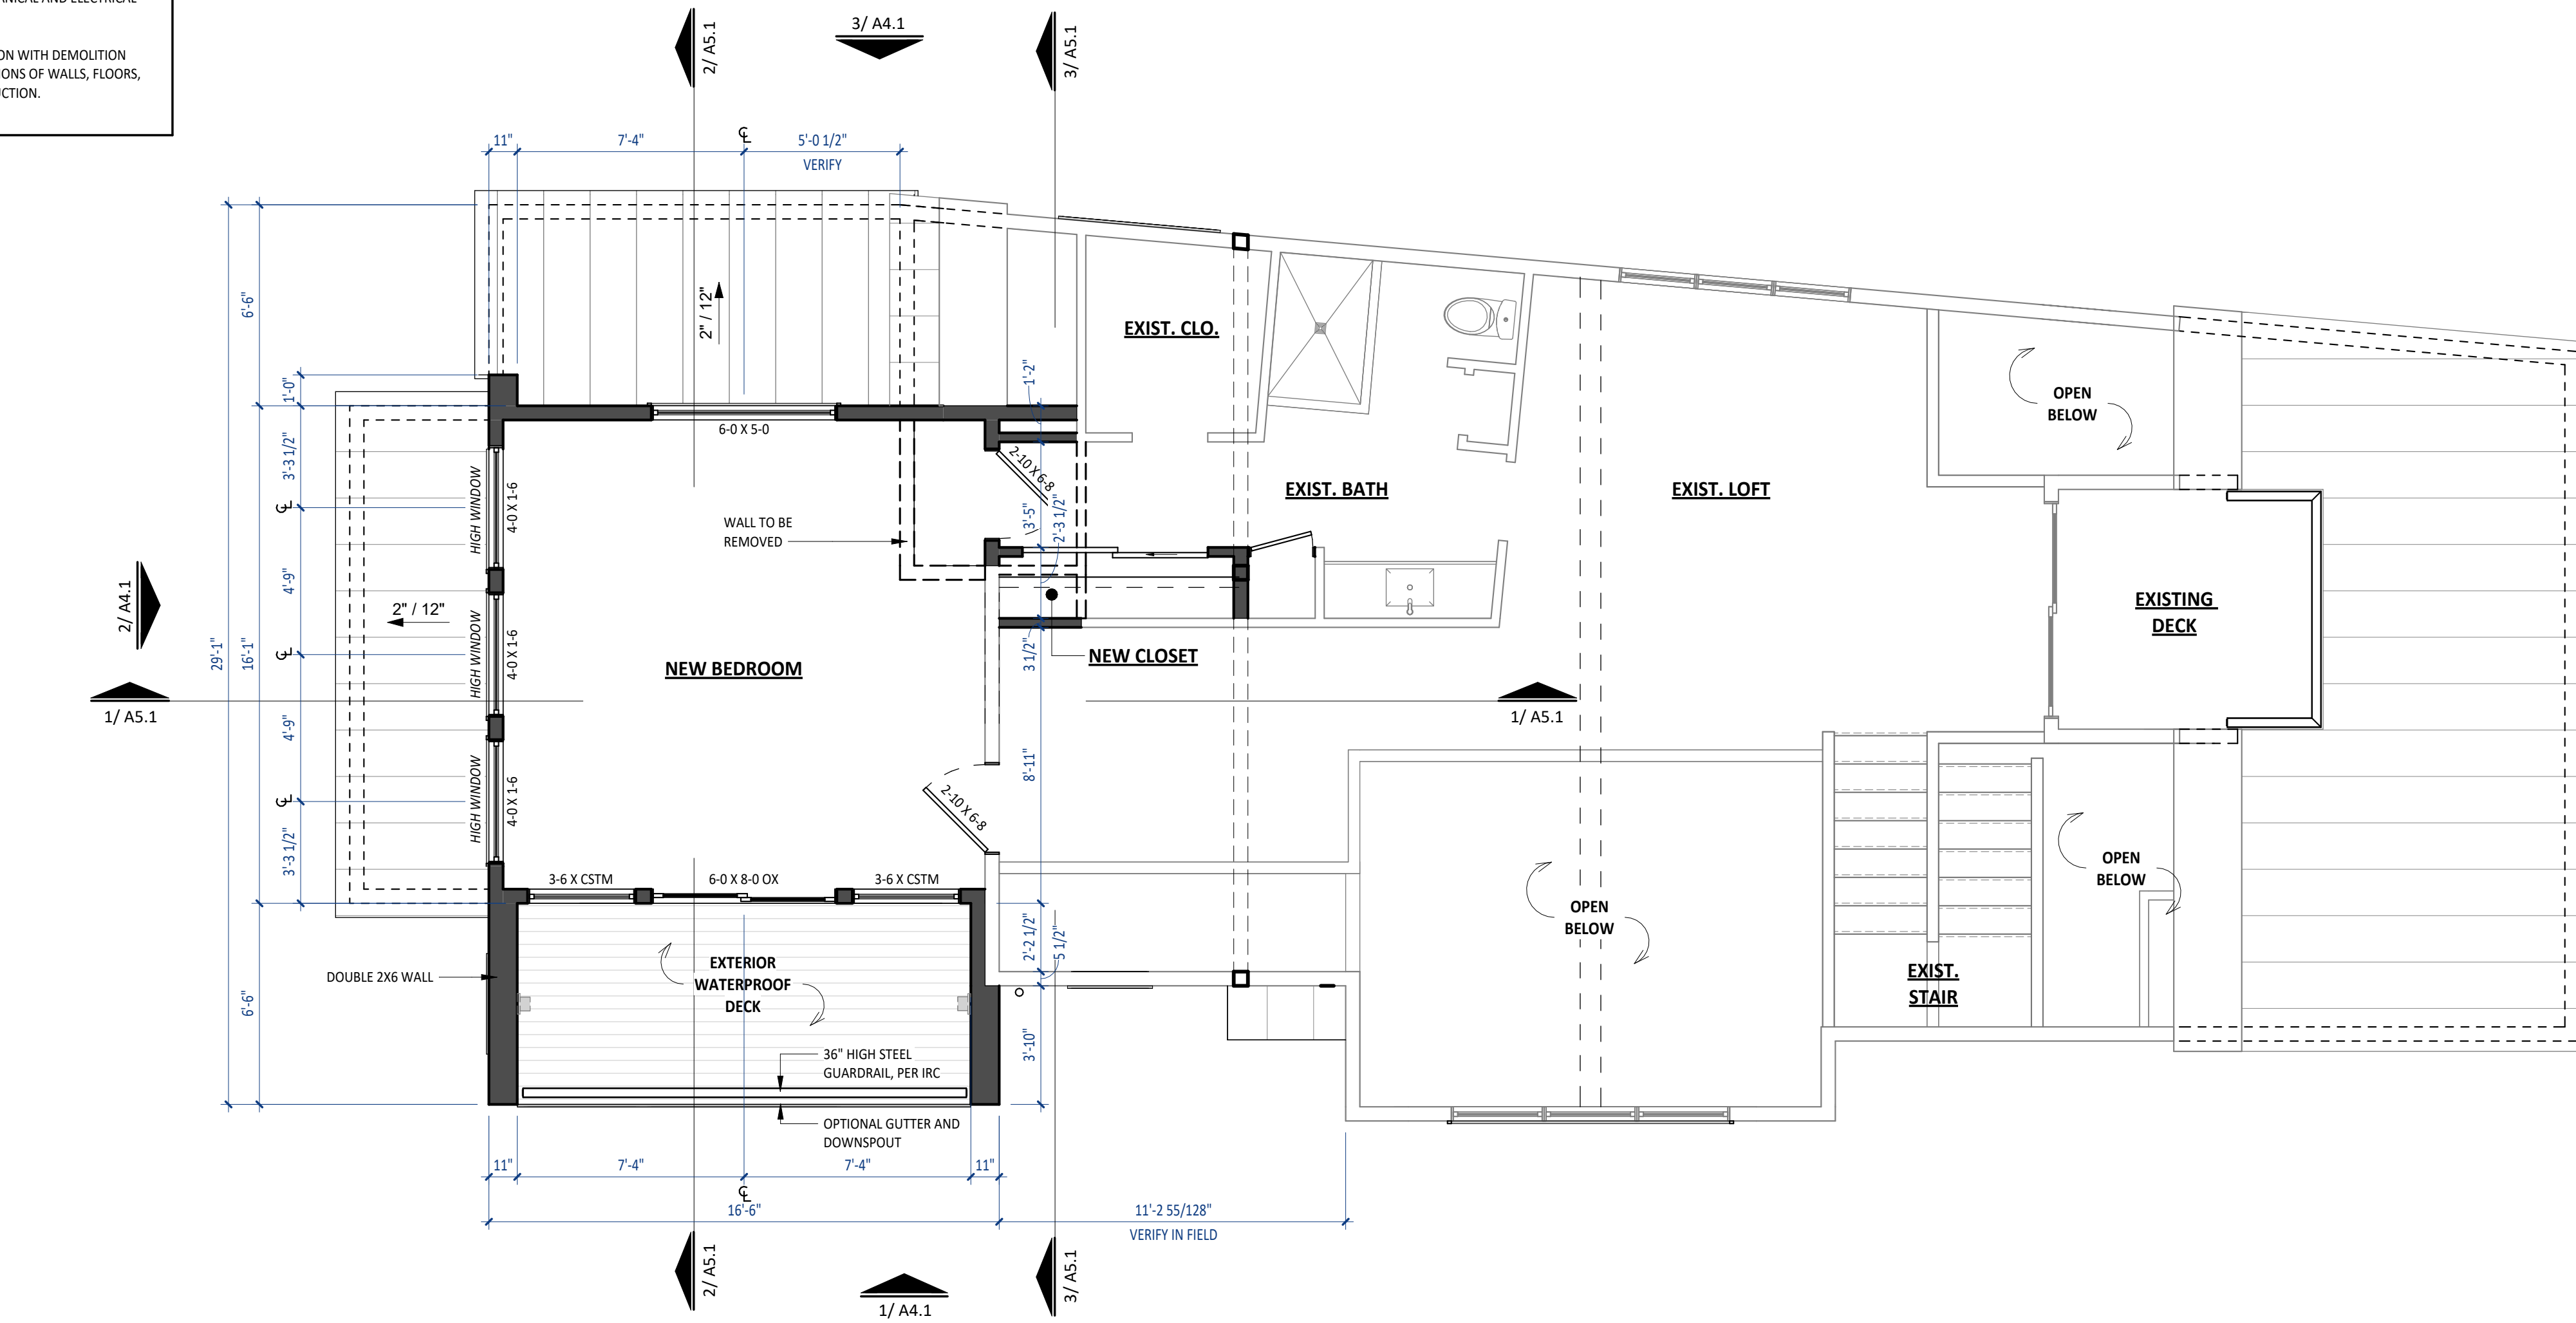 ANICAL AND ELECTRICAL
ON WITH DEMOLITION
IONS OF WALLS, FLOORS,
UCTION.
2/ A5.1
3/ A4.1
3/ A5.1
11"
7'-4"
5'-0 1/2"
VERIFY
6'-6"
1'-0"
3'-3 1/2"
4'-9"
4'-9"
3'-3 1/2"
29'-1"
16'-1"
6'-6"
2" / 12"
6-0 X 5-0
2-10 X 6-8
1'-2"
3'-5"
2'-3 1/2"
3 1/2"
8'-11"
2'-2 1/2"
5 1/2"
3'-10"
EXIST. CLO.
EXIST. BATH
EXIST. LOFT
OPEN
BELOW
EXISTING
DECK
HIGH WINDOW
4-0 X 1-6
HIGH WINDOW
4-0 X 1-6
HIGH WINDOW
4-0 X 1-6
WALL TO BE
REMOVED
2/ A4.1
2" / 12"
NEW BEDROOM
NEW CLOSET
1/ A5.1
1/ A5.1
2-10 X 6-8
3-6 X CSTM
6-0 X 8-0 OX
3-6 X CSTM
OPEN
BELOW
OPEN
BELOW
EXIST.
STAIR
DOUBLE 2X6 WALL
EXTERIOR
WATERPROOF
DECK
36" HIGH STEEL
GUARDRAIL, PER IRC
OPTIONAL GUTTER AND
DOWNSPOUT
11"
7'-4"
7'-4"
11"
16'-6"
11'-2 55/128"
VERIFY IN FIELD
2/ A5.1
1/ A4.1
3/ A5.1